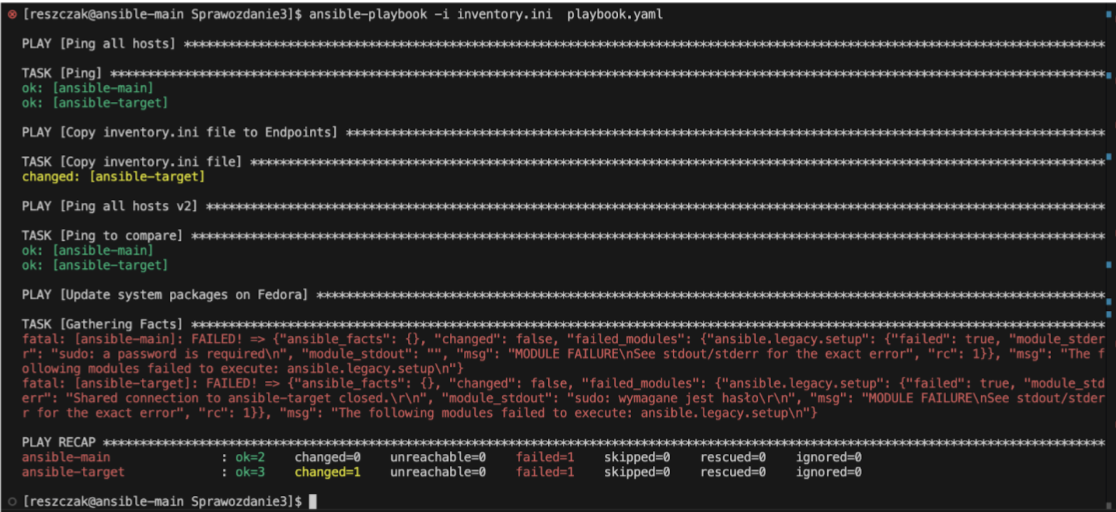 [reszczak@ansible-main Sprawozdanie3]$ ansible-playbook -i inventory.ini  playbook.yaml
PLAY [Ping all hosts] ****************************************************************************************************************************
TASK [Ping] **************************************************************************************************************************************
ok: [ansible-main]
ok: [ansible-target]
PLAY [Copy inventory.ini file to Endpoints] ******************************************************************************************************
TASK [Copy inventory.ini file] *******************************************************************************************************************
changed: [ansible-target]
PLAY [Ping all hosts v2] *************************************************************************************************************************
TASK [Ping to compare] ***************************************************************************************************************************
ok: [ansible-main]
ok: [ansible-target]
PLAY [Update system packages on Fedora] **********************************************************************************************************
TASK [Gathering Facts] ***************************************************************************************************************************
fatal: [ansible-main]: FAILED! => {"ansible_facts": {}, "changed": false, "failed_modules": {"ansible.legacy.setup": {"failed": true, "module_stder
r": "sudo: a password is required\n", "module_stdout": "", "msg": "MODULE FAILURE\nSee stdout/stderr for the exact error", "rc": 1}}, "msg": "The f
ollowing modules failed to execute: ansible.legacy.setup\n"}
fatal: [ansible-target]: FAILED! => {"ansible_facts": {}, "changed": false, "failed_modules": {"ansible.legacy.setup": {"failed": true, "module_std
err": "Shared connection to ansible-target closed.\r\n", "module_stdout": "sudo: wymagane jest hasło\r\n", "msg": "MODULE FAILURE\nSee stdout/stder
r for the exact error", "rc": 1}}, "msg": "The following modules failed to execute: ansible.legacy.setup\n"}
PLAY RECAP ***************************************************************************************************************************************
ansible-main               : ok=2    changed=0    unreachable=0    failed=1    skipped=0    rescued=0    ignored=0
ansible-target             : ok=3    changed=1    unreachable=0    failed=1    skipped=0    rescued=0    ignored=0
[reszczak@ansible-main Sprawozdanie3]$